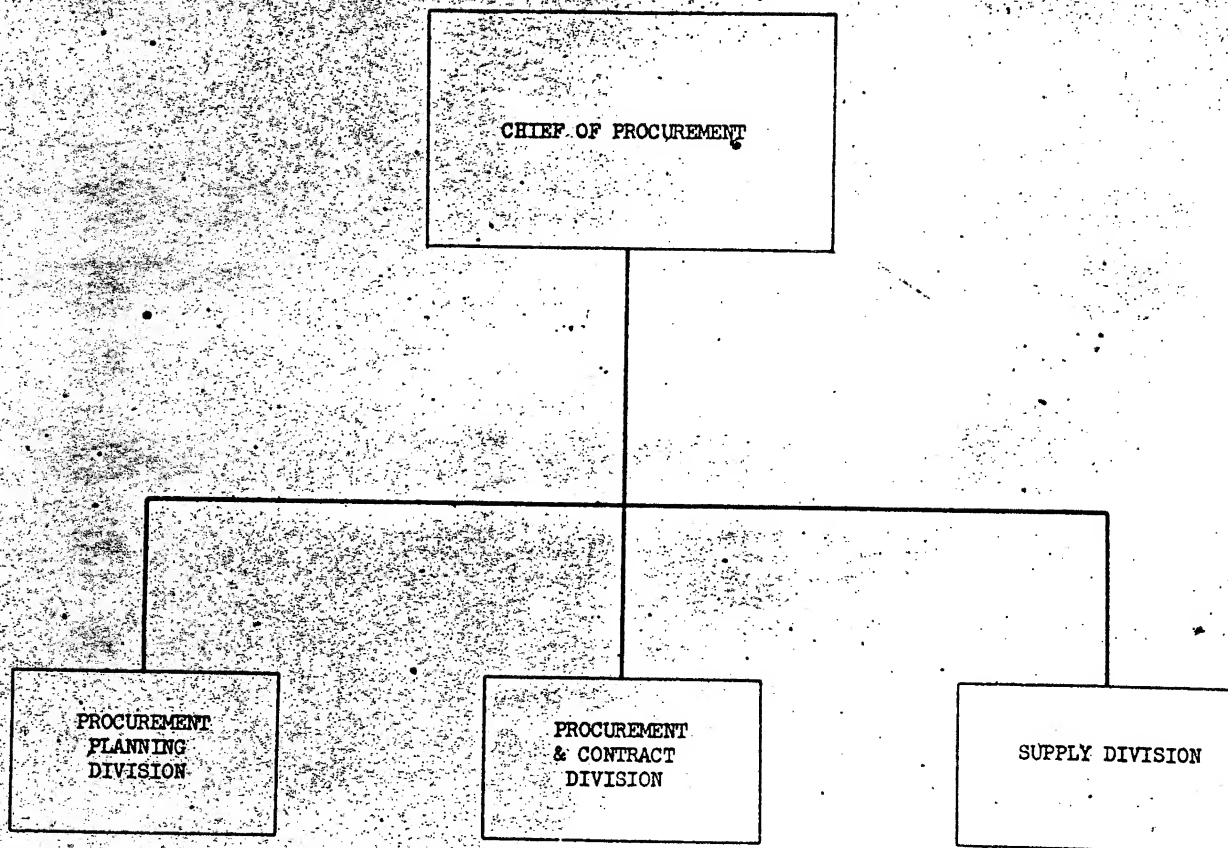 CHIEF OF PROCUREMENT
PROCUREMENT
PLANNING
DIVISION
PROCUREMENT
& CONTRACT
DIVISION
SUPPLY DIVISION